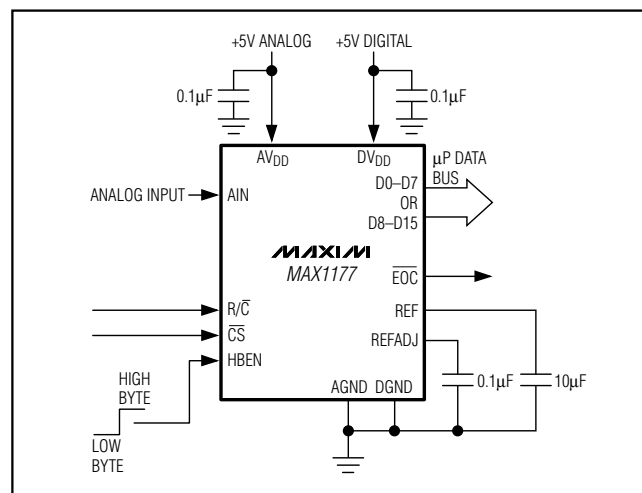 +5V ANALOG
+5V DIGITAL
0.1µF
0.1µF
AVDD
DVDD
µP DATA
BUS
D0–D7
OR
D8–D15
ANALOG INPUT
AIN
MAXIM
MAX1177
EOC
R/C
REF
CS
REFADJ
HBEN
HIGH
BYTE
LOW
BYTE
AGND
DGND
0.1µF
10µF